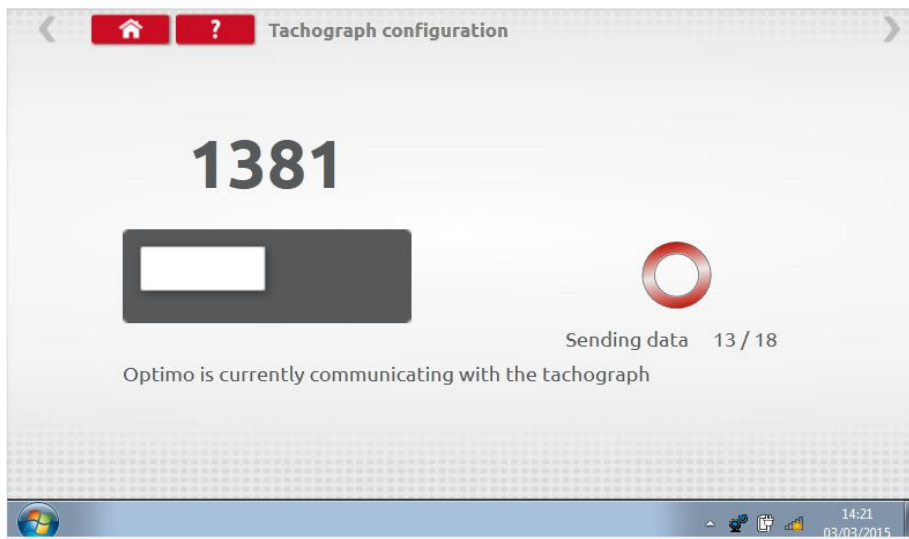 ? Tachograph configuration
1381
Sending data 13 / 18
Optimo is currently communicating with the tachograph
14:21
03/03/2015